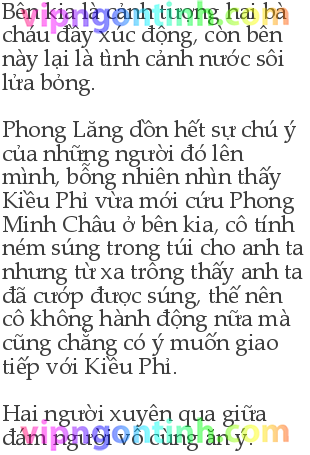 Bên kia là cảnh tượng hai bà
vipngontinh.com
cháu đầy xúc động, còn bên
này lại là tình cảnh nước sôi
lửa bỏng.
Phong Lăng dồn hết sự chú ý
của những người đó lên
mình, bỗng nhiên nhìn thấy
Kiều Phỉ vừa mới cứu Phong
Minh Châu ở bên kia, cô tính
ném súng trong túi cho anh ta
nhưng từ xa trông thấy anh ta
đã cướp được súng, thế nên
cô không hành động nữa mà
cũng chẳng có ý muốn giao
tiếp với Kiều Phỉ.
Hai người xuyên qua giữa
đám người vô cùng ăn ý.
vipngontinh.com